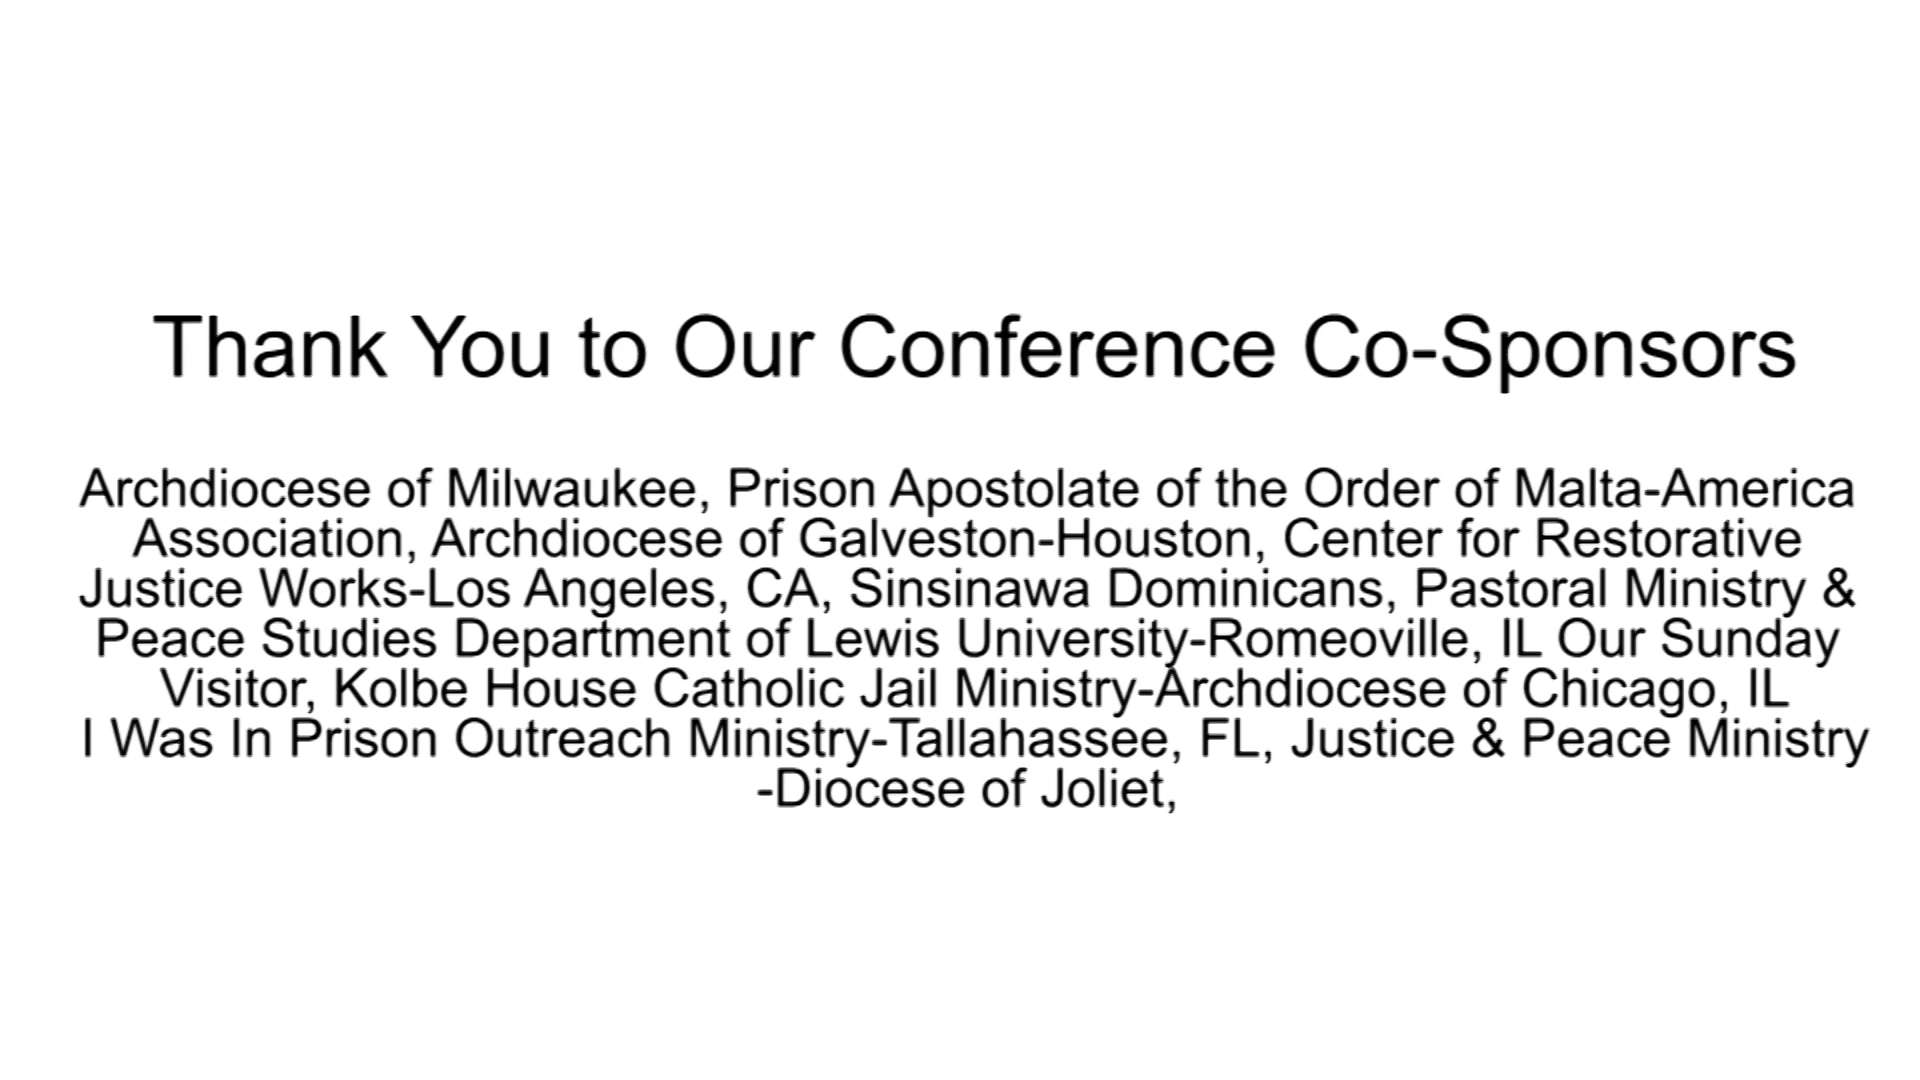 Thank You to Our Conference Co-Sponsors
Archdiocese of Milwaukee, Prison Apostolate of the Order of Malta-America
Association, Archdiocese of Galveston-Houston, Center for Restorative
Justice Works-Los Angeles, CA, Sinsinawa Dominicans, Pastoral Ministry &
Peace Studies Department of Lewis University-Romeoville, IL Our Sunday
Visitor, Kolbe House Catholic Jail Ministry-Archdiocese of Chicago, IL
I Was In Prison Outreach Ministry-Tallahassee, FL, Justice & Peace Ministry
-Diocese of Joliet,